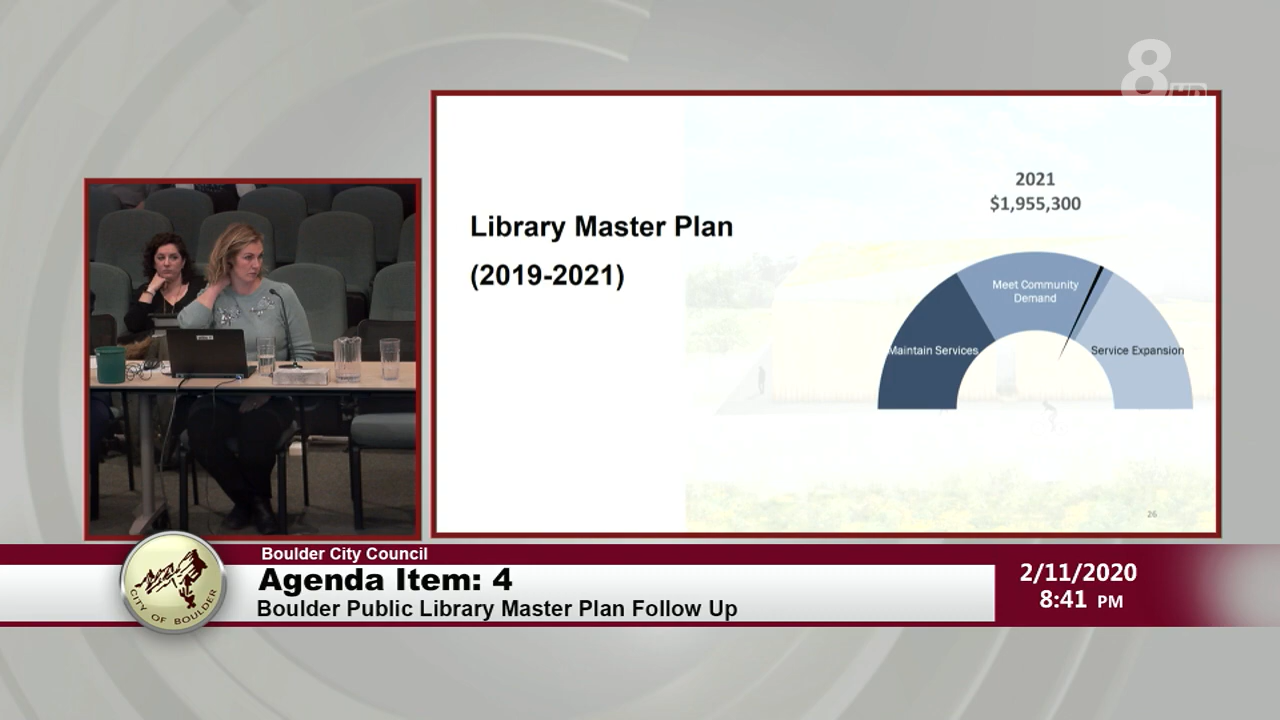 8
HD
Library Master Plan
(2019-2021)
2021
$1,955,300
Meet Community
Demand
Maintain Services
Service Expansion
26
Boulder City Council
Agenda Item: 4
Boulder Public Library Master Plan Follow Up
2/11/2020
8:41 PM
CITY OF BOULDER